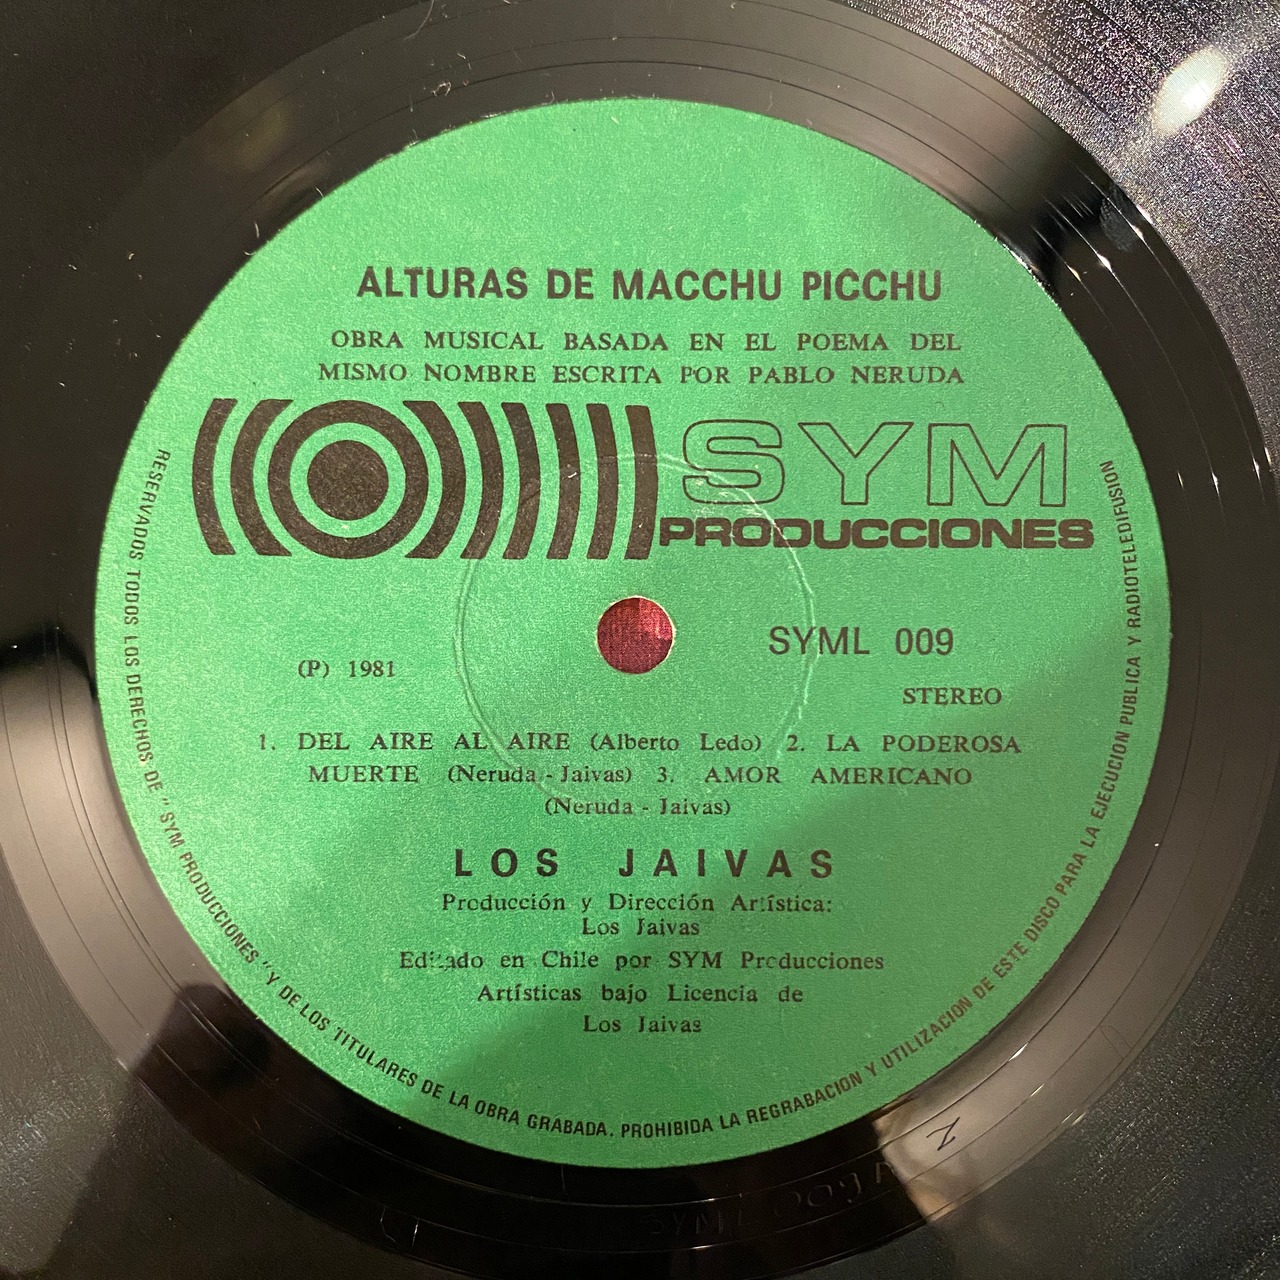 ALTURAS DE MACCHU PICCHU
OBRA MUSICAL BASADA EN EL POEMA DEL
MISMO NOMBRE ESCRITA POR PABLO NERUDA
SYM
PRODUCCIONES
SYML 009
(P) 1981
STEREO
1. DEL AIRE AL AIRE (Alberto Ledo) 2. LA PODEROSA
MUERTE (Neruda - Jaivas) 3. AMOR AMERICANO
(Neruda - Jaivas)
LOS JAIVAS
Producción y Dirección Artística:
Los Jaivas
Editado en Chile por SYM Producciones
Artísticas bajo Licencia de
Los Jaivas
RESERVADOS TODOS LOS DERECHOS DE "SYM PRODUCCIONES" Y DE LOS TITULARES DE LA OBRA GRABADA. PROHIBIDA LA REGRABACION Y UTILIZACION DE ESTE DISCO PARA LA EJECUCION PUBLICA Y RADIOTELEDIFUSION